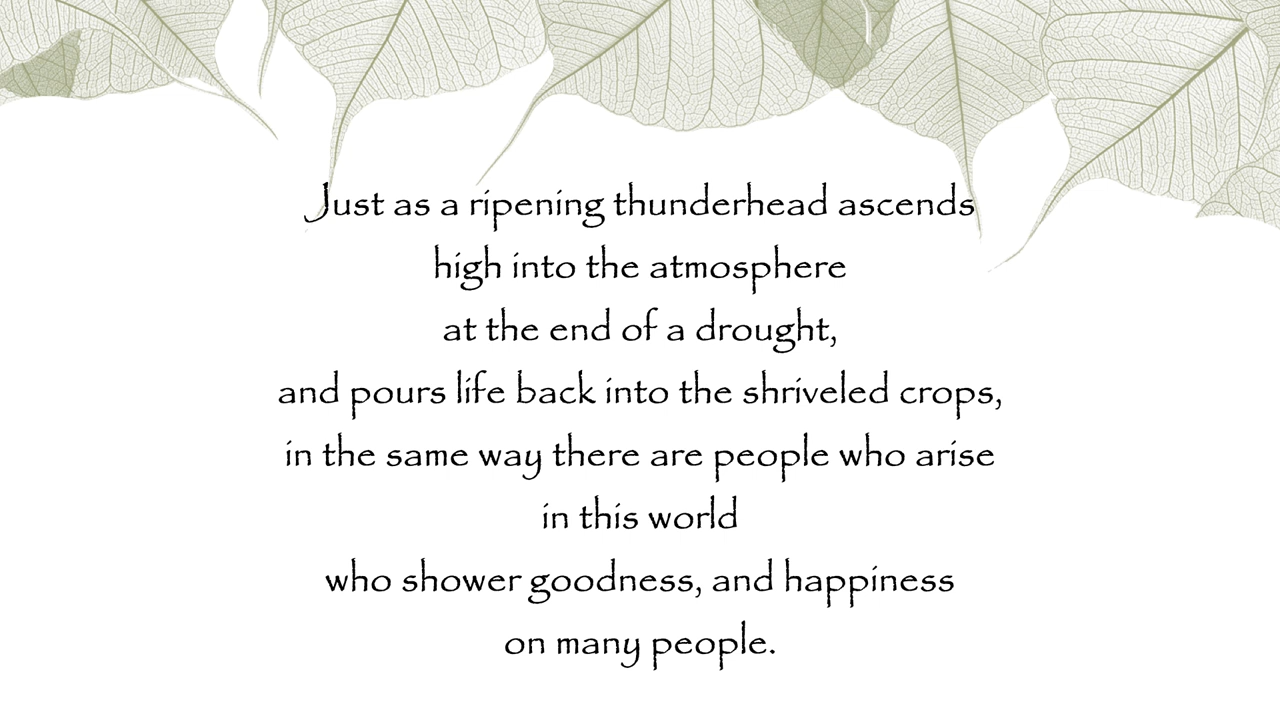 Just as a ripening thunderhead ascends
high into the atmosphere
at the end of a drought,
and pours life back into the shriveled crops,
in the same way there are people who arise
in this world
who shower goodness, and happiness
on many people.